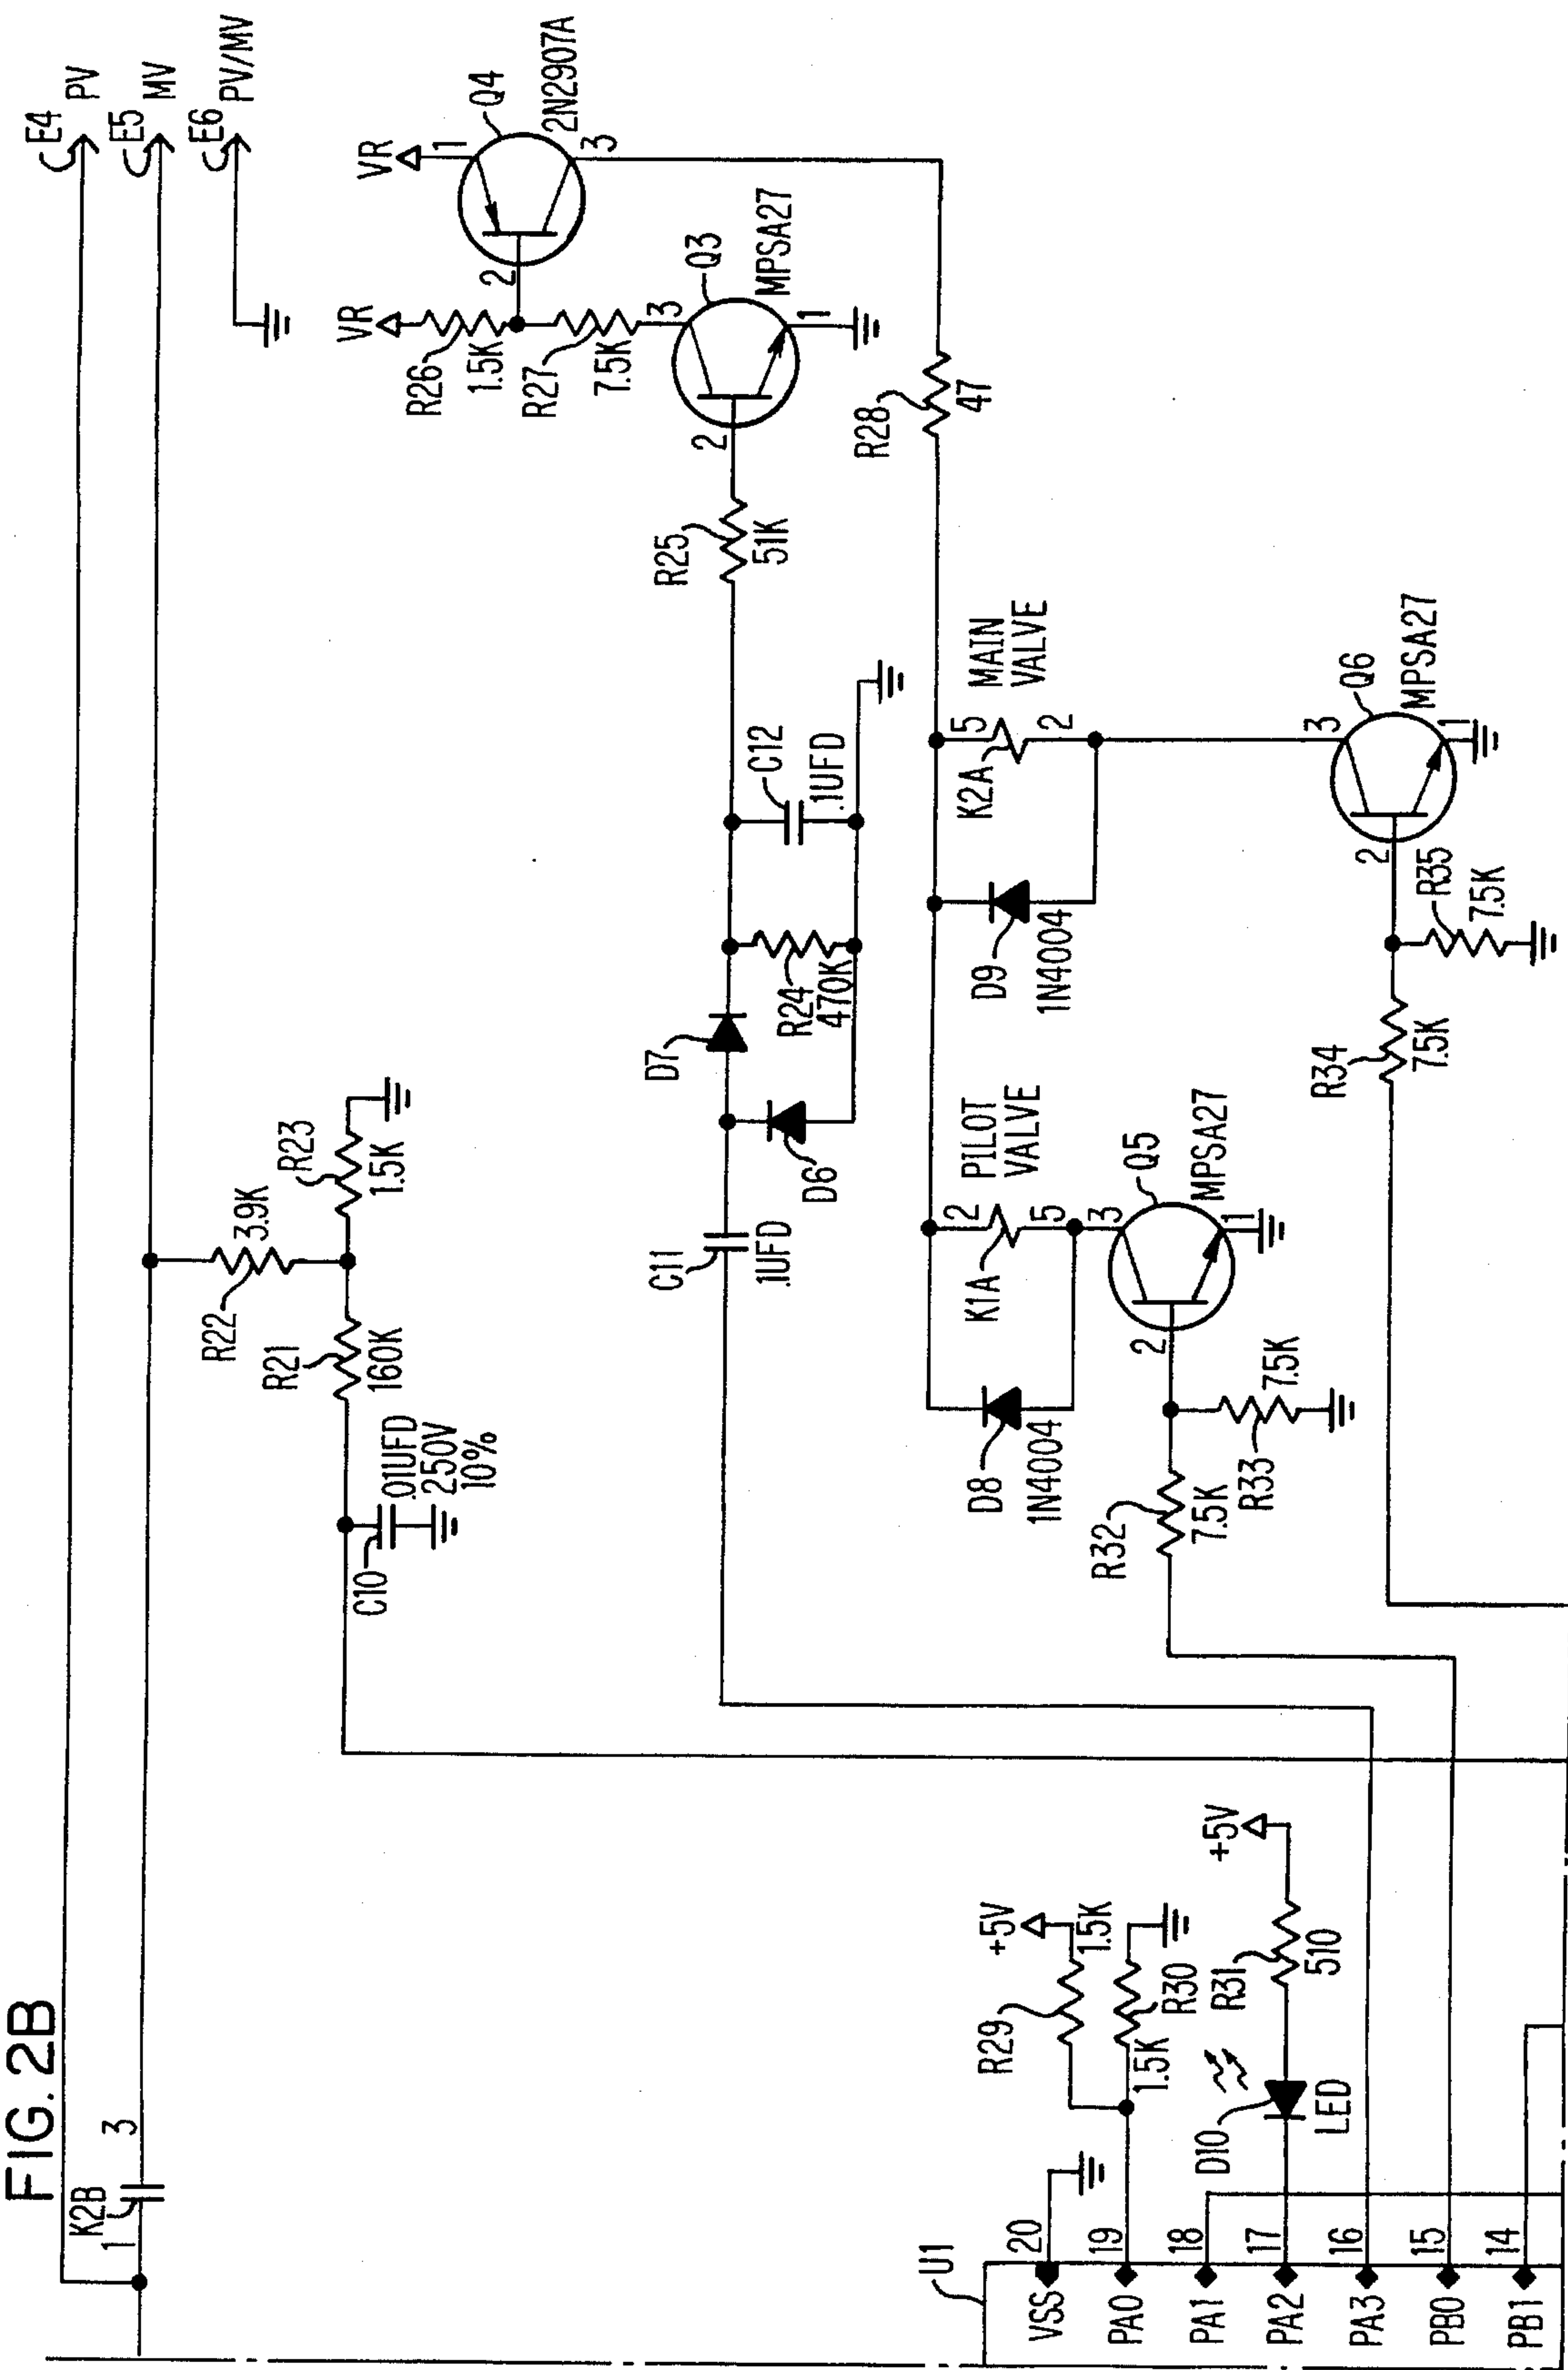 FIG. 2B
K2B
1
3
E4
PV
E5
MV
E6
PV/MV
R22
3.9K
R21
160K
R23
1.5K
C10
.01UFD
250V
10%
VR
R26
1.5K
R27
7.5K
VR
1
2
3
Q4
2N2907A
Q3
MPSA27
3
2
1
R25
51K
C12
.1UFD
R24
470K
D7
D6
C11
.1UFD
R28
47
MAIN
VALVE
5
2
K2A
D9
1N4004
Q6
MPSA27
3
2
1
R35
7.5K
R34
7.5K
PILOT
VALVE
2
5
K1A
D8
1N4004
Q5
MPSA27
3
2
1
R32
7.5K
R33
7.5K
+5V
R29
1.5K
R30
1.5K
+5V
R31
510
D10
LED
U1
VSS
20
PA0
19
PA1
18
PA2
17
PA3
16
PB0
15
PB1
14